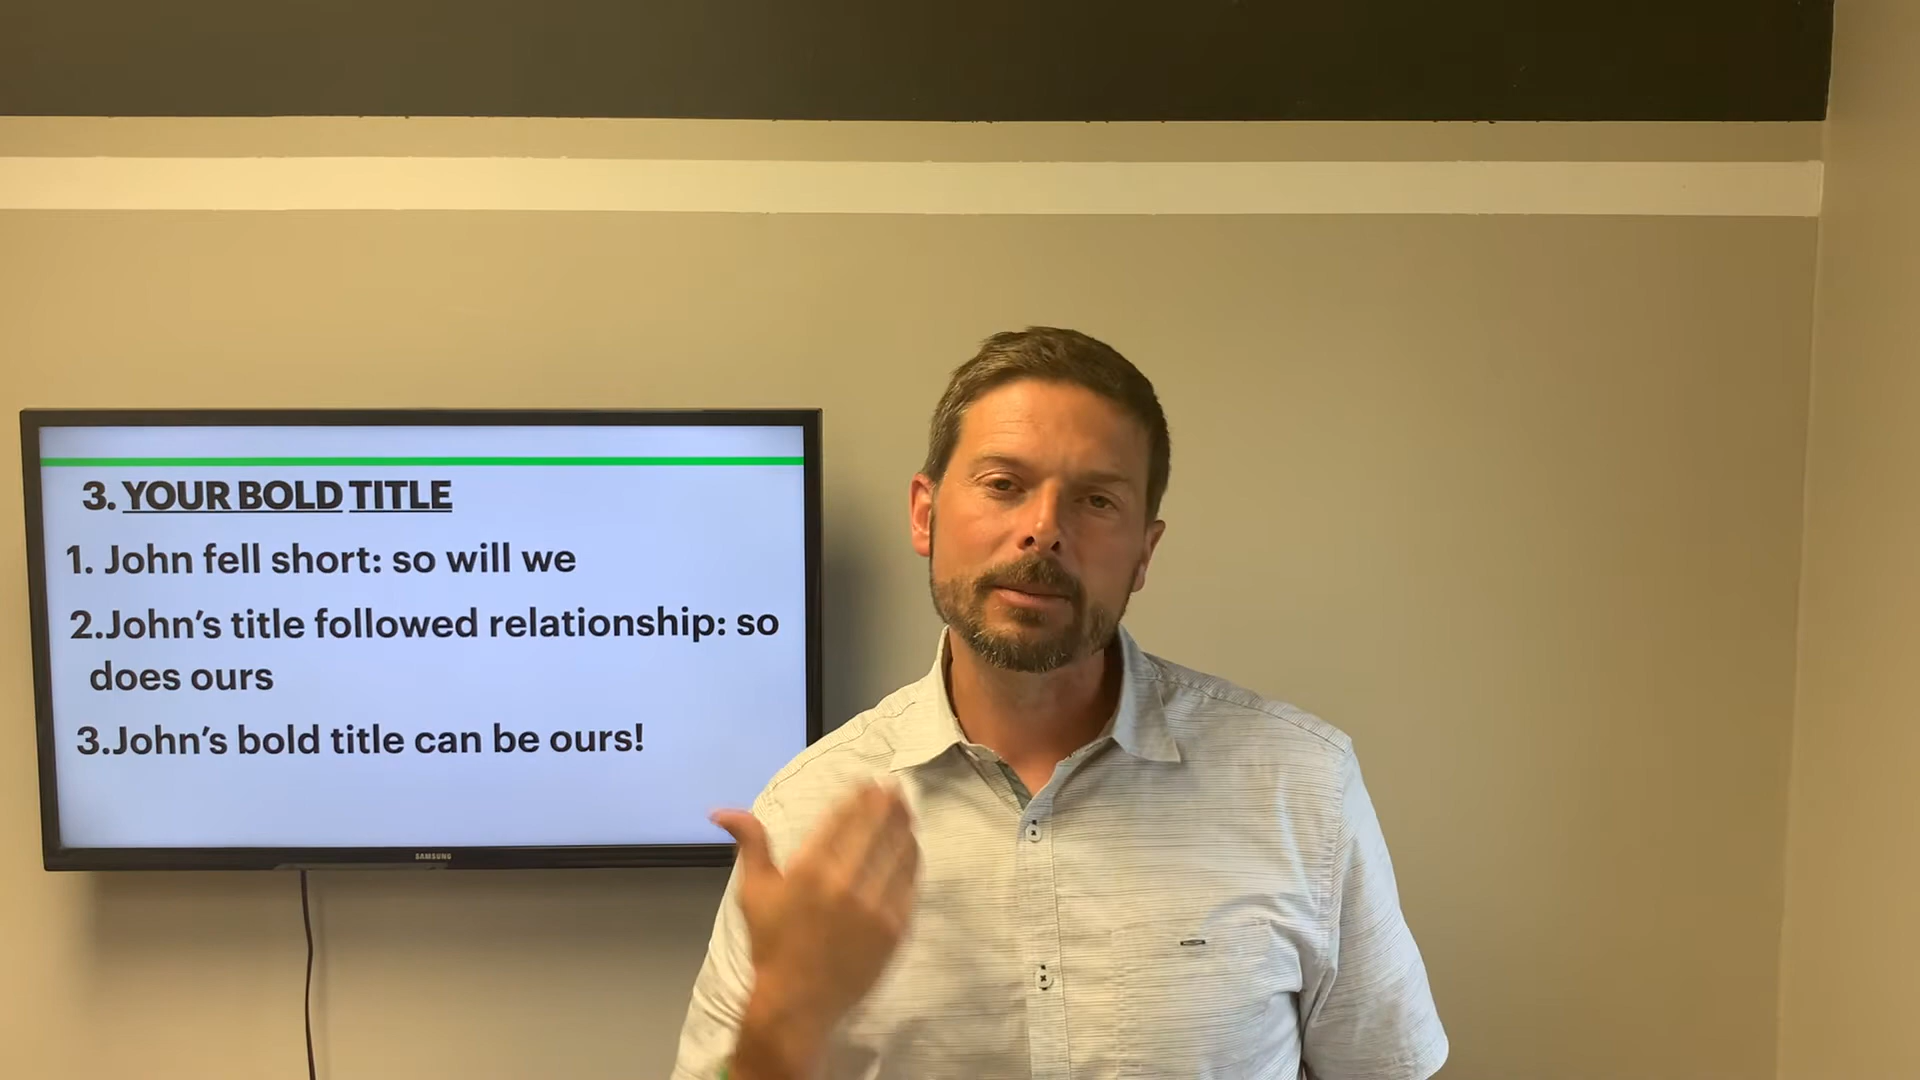 3. YOUR BOLD TITLE
1. John fell short: so will we
2.John's title followed relationship: so
does ours
3.John's bold title can be ours!
SAMSUNG